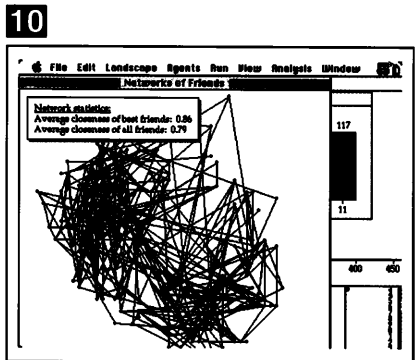 10
File Edit Landscape Agents Run View Analysis Window
Networks of Friends
Network statistics:
Average closeness of best friends: 0.86
Average closeness of all friends: 0.79
117
11
400 450